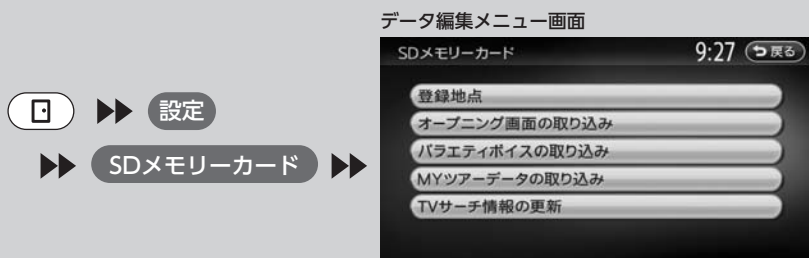 データ編集メニュー画面
SDメモリーカード 9:27 戻る
設定
SDメモリーカード
登録地点
オープニング画面の取り込み
バラエティボイスの取り込み
MYツアーデータの取り込み
TVサーチ情報の更新